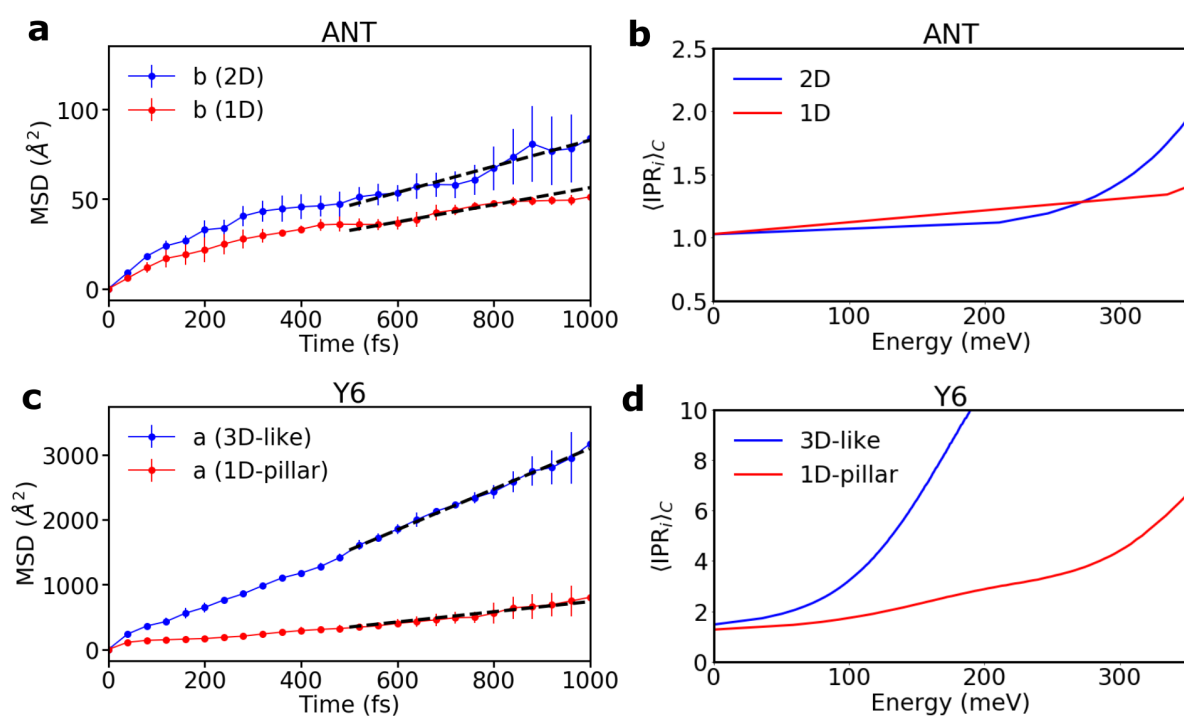 a
ANT
MSD (Å²)
b (2D)
b (1D)
100
50
0
0 200 400 600 800 1000
Time (fs)
b
ANT
⟨IPRᵢ⟩_C
2D
1D
2.5
2.0
1.5
1.0
0.5
0 100 200 300
Energy (meV)
c
Y6
MSD (Å²)
a (3D-like)
a (1D-pillar)
3000
2000
1000
0
0 200 400 600 800 1000
Time (fs)
d
Y6
⟨IPRᵢ⟩_C
3D-like
1D-pillar
10
8
6
4
2
0
0 100 200 300
Energy (meV)